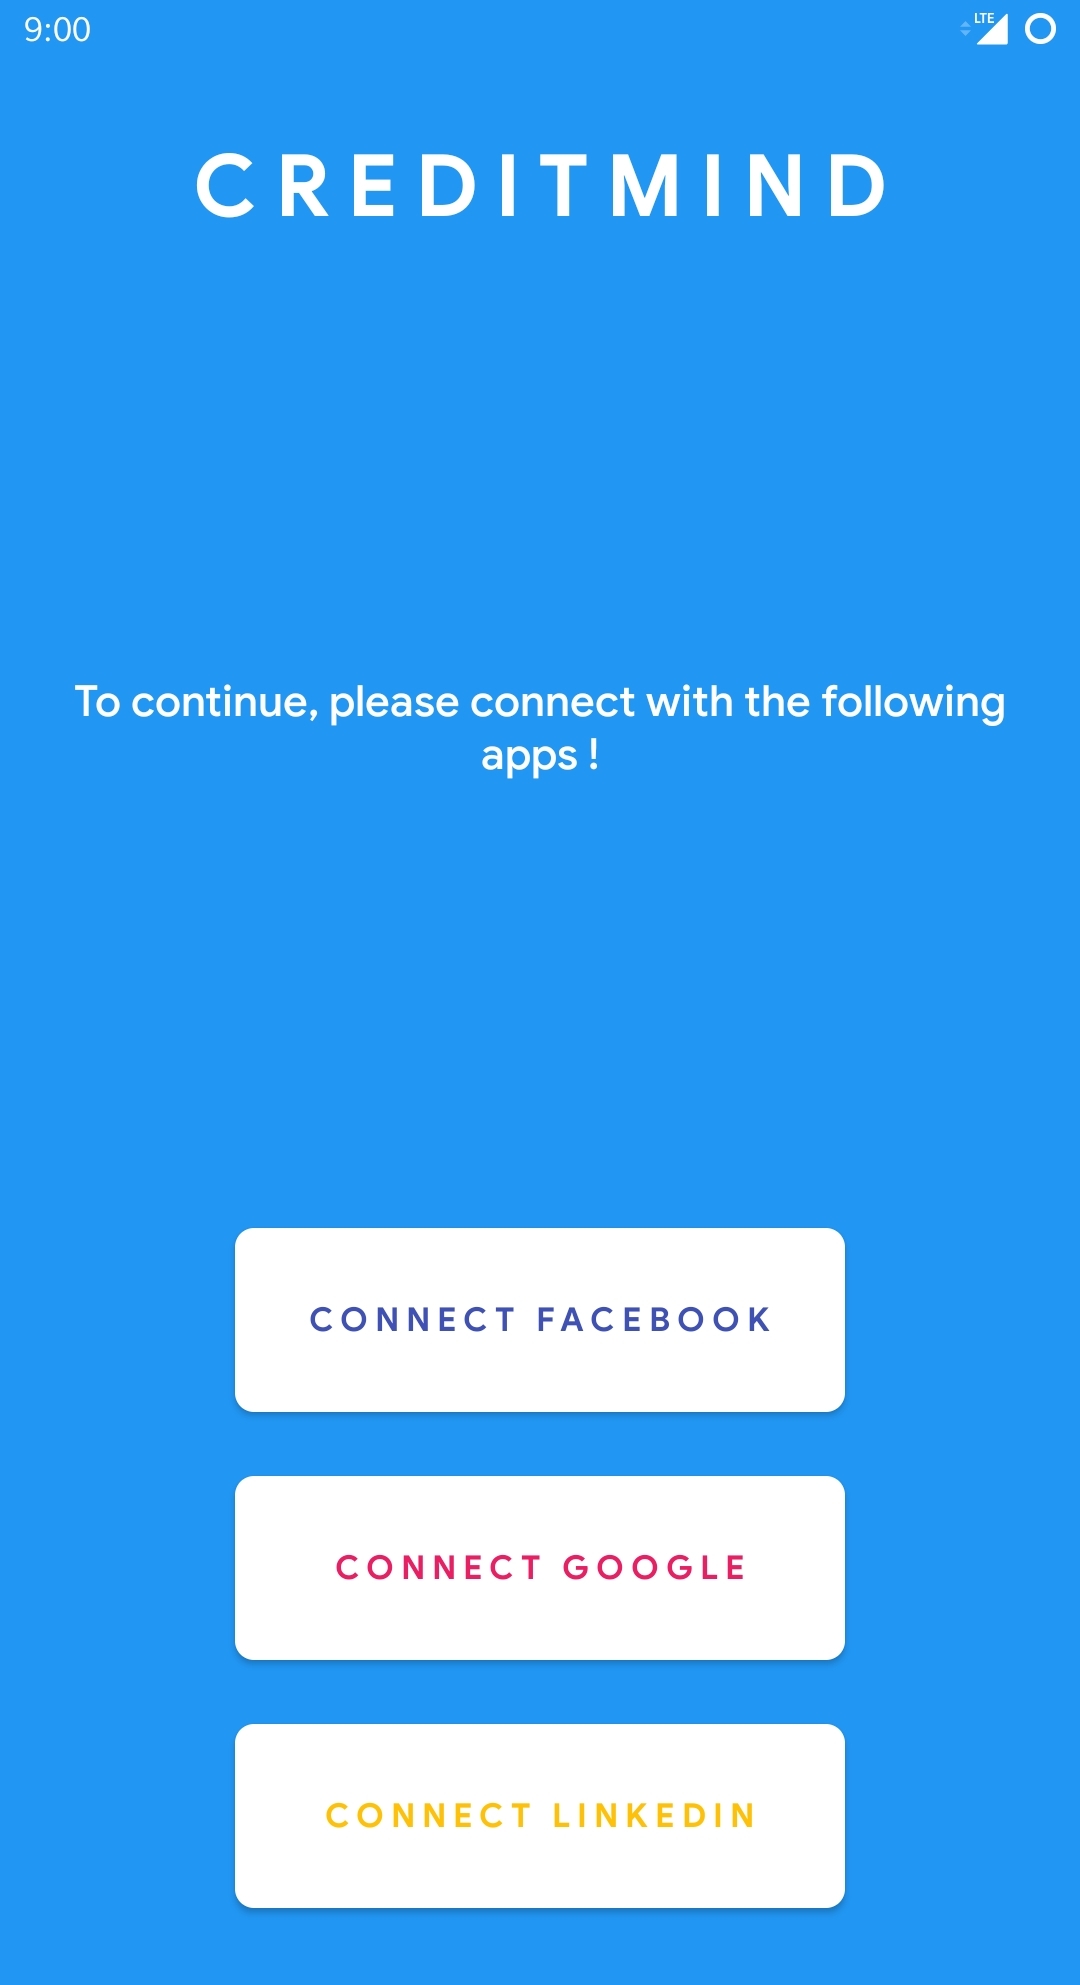 9:00
LTE
CREDITMIND
To continue, please connect with the following
apps !
CONNECT FACEBOOK
CONNECT GOOGLE
CONNECT LINKEDIN